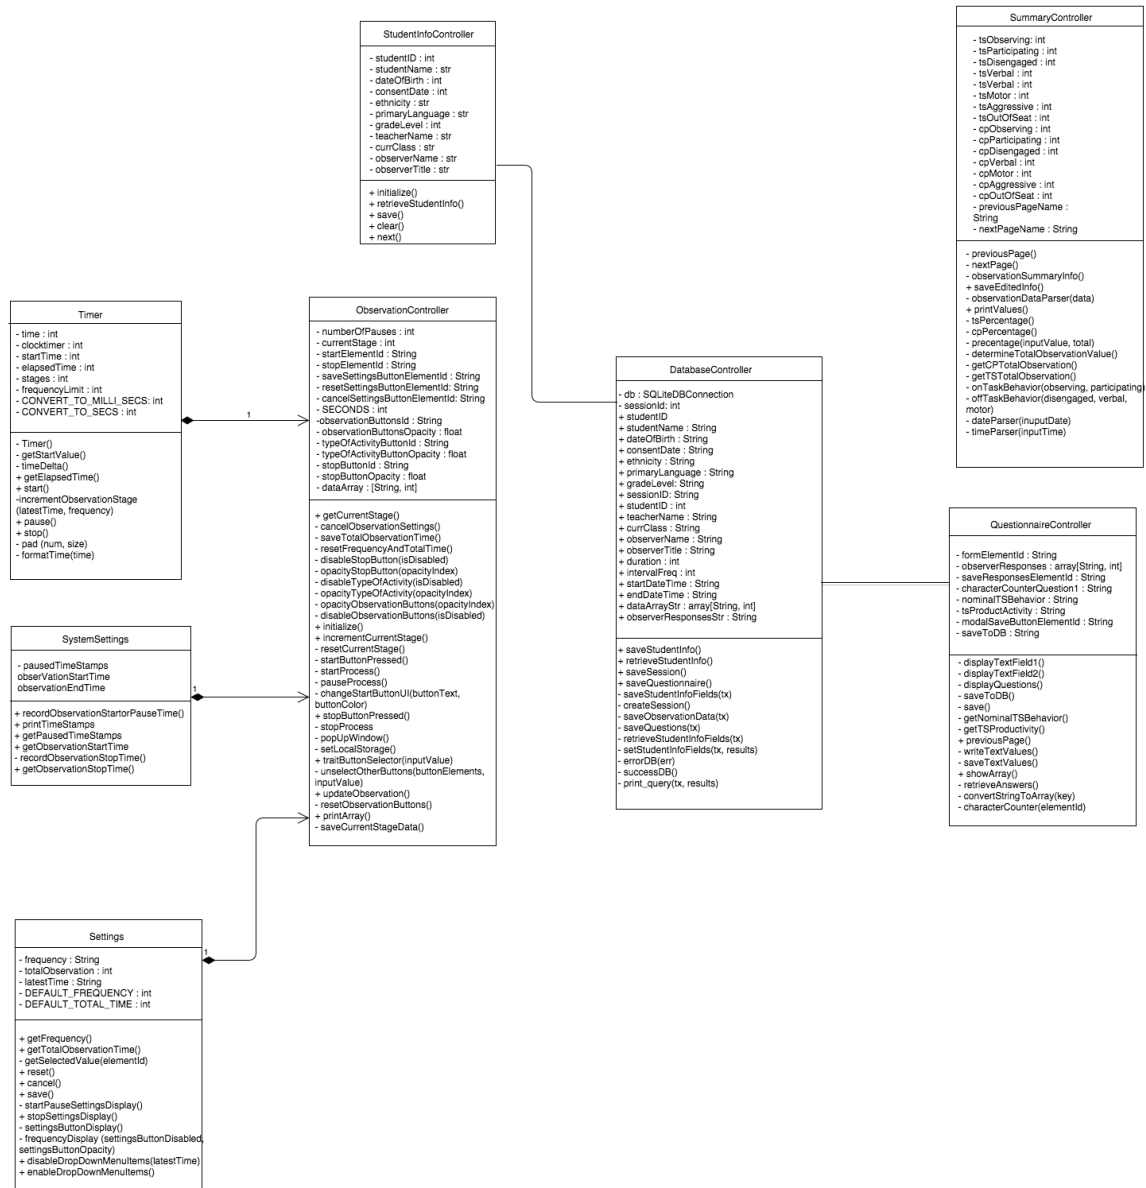 StudentInfoController
- studentID : int
- studentName : str
- dateOfBirth : int
- consentDate : int
- ethnicity : str
- primaryLanguage : str
- gradeLevel : int
- teacherName : str
- currClass : str
- observerName : str
- observerTitle : str
+ initialize()
+ retrieveStudentInfo()
+ save()
+ clear()
+ next()
SummaryController
- tsObserving: int
- tsParticipating : int
- tsDisengaged : int
- tsVerbal : int
- tsVerbal : int
- tsMotor : int
- tsAggressive : int
- tsOutOfSeat : int
- cpObserving : int
- cpParticipating : int
- cpDisengaged : int
- cpVerbal : int
- cpMotor : int
- cpAggressive : int
- cpOutOfSeat : int
- previousPageName :
String
- nextPageName : String
- previousPage()
- nextPage()
- observationSummaryInfo()
+ saveEditedInfo()
- observationDataParser(data)
+ printValues()
- tsPercentage()
- cpPercentage()
- precentage(inputValue, total)
- determineTotalObservationValue()
- getCPTotalObservation()
- getTSTotalObservation()
- onTaskBehavior(observing, participating)
- offTaskBehavior(disengaged, verbal,
motor)
- dateParser(inuputDate)
- timeParser(inputTime)
Timer
- time : int
- clocktimer : int
- startTime : int
- elapsedTime : int
- stages : int
- frequencyLimit : int
- CONVERT_TO_MILLI_SECS: int
- CONVERT_TO_SECS : int
- Timer()
- getStartValue()
- timeDelta()
+ getElapsedTime()
+ start()
-incrementObservationStage
(latestTime, frequency)
+ pause()
+ stop()
- pad (num, size)
- formatTime(time)
1
ObservationController
- numberOfPauses : int
- currentStage : int
- startElementId : String
- stopElementId : String
- saveSettingsButtonElementId : String
- resetSettingsButtonElementId: String
- cancelSettingsButtonElementId: String
- SECONDS : int
-observationButtonsId : String
- observationButtonsOpacity : float
- typeOfActivityButtonId : String
- typeOfActivityButtonOpacity : float
- stopButtonId : String
- stopButtonOpacity : float
- dataArray : [String, int]
+ getCurrentStage()
- cancelObservationSettings()
- saveTotalObservationTime()
- resetFrequencyAndTotalTime()
- disableStopButton(isDisabled)
- opacityStopButton(opacityIndex)
- disableTypeOfActivity(isDisabled)
- opacityTypeOfActivity(opacityIndex)
- opacityObservationButtons(opacityIndex)
- disableObservationButtons(isDisabled)
+ initialize()
+ incrementCurrentStage()
- resetCurrentStage()
- startButtonPressed()
- startProcess()
- pauseProcess()
- changeStartButtonUI(buttonText,
buttonColor)
+ stopButtonPressed()
- stopProcess
- popUpWindow()
- setLocalStorage()
+ traitButtonSelector(inputValue)
- unselectOtherButtons(buttonElements,
inputValue)
+ updateObservation()
- resetObservationButtons()
+ printArray()
- saveCurrentStageData()
DatabaseController
- db : SQLiteDBConnection
- sessionId: int
+ studentID
+ studentName : String
+ dateOfBirth : String
+ consentDate : String
+ ethnicity : String
+ primaryLanguage : String
+ gradeLevel: String
+ sessionID: String
+ studentID : int
+ teacherName : String
+ currClass : String
+ observerName : String
+ observerTitle : String
+ duration : int
+ intervalFreq : int
+ startDateTime : String
+ endDateTime : String
+ dataArrayStr : array[String, int]
+ observerResponsesStr : String
+ saveStudentInfo()
+ retrieveStudentInfo()
+ saveSession()
+ saveQuestionnaire()
- saveStudentInfoFields(tx)
- createSession()
- saveObservationData(tx)
- saveQuestions(tx)
- retrieveStudentInfoFields(tx)
- setStudentInfoFields(tx, results)
- errorDB(err)
- successDB()
- print_query(tx, results)
QuestionnaireController
- formElementId : String
- observerResponses : array[String, int]
- saveResponsesElementId : String
- characterCounterQuestion1 : String
- nominalTSBehavior : String
- tsProductActivity : String
- modalSaveButtonElementId : String
- saveToDB : String
- displayTextField1()
- displayTextField2()
- displayQuestions()
- saveToDB()
- save()
- getNominalTSBehavior()
- getTSProductivity()
+ previousPage()
- writeTextValues()
- saveTextValues()
+ showArray()
- retrieveAnswers()
- convertStringToArray(key)
- characterCounter(elementId)
SystemSettings
- pausedTimeStamps
obserVationStartTime
observationEndTime
+ recordObservationStartorPauseTime()
+ printTimeStamps
+ getPausedTimeStamps
+ getObservationStartTime
- recordObservationStopTime()
+ getObservationStopTime()
1
Settings
- frequency : String
- totalObservation : int
- latestTime : String
- DEFAULT_FREQUENCY : int
- DEFAULT_TOTAL_TIME : int
+ getFrequency()
+ getTotalObservationTime()
- getSelectedValue(elementId)
+ reset()
+ cancel()
+ save()
- startPauseSettingsDisplay()
+ stopSettingsDisplay()
- settingsButtonDisplay()
- frequencyDisplay (settingsButtonDisabled,
settingsButtonOpacity)
+ disableDropDownMenuItems(latestTime)
+ enableDropDownMenuItems()
1